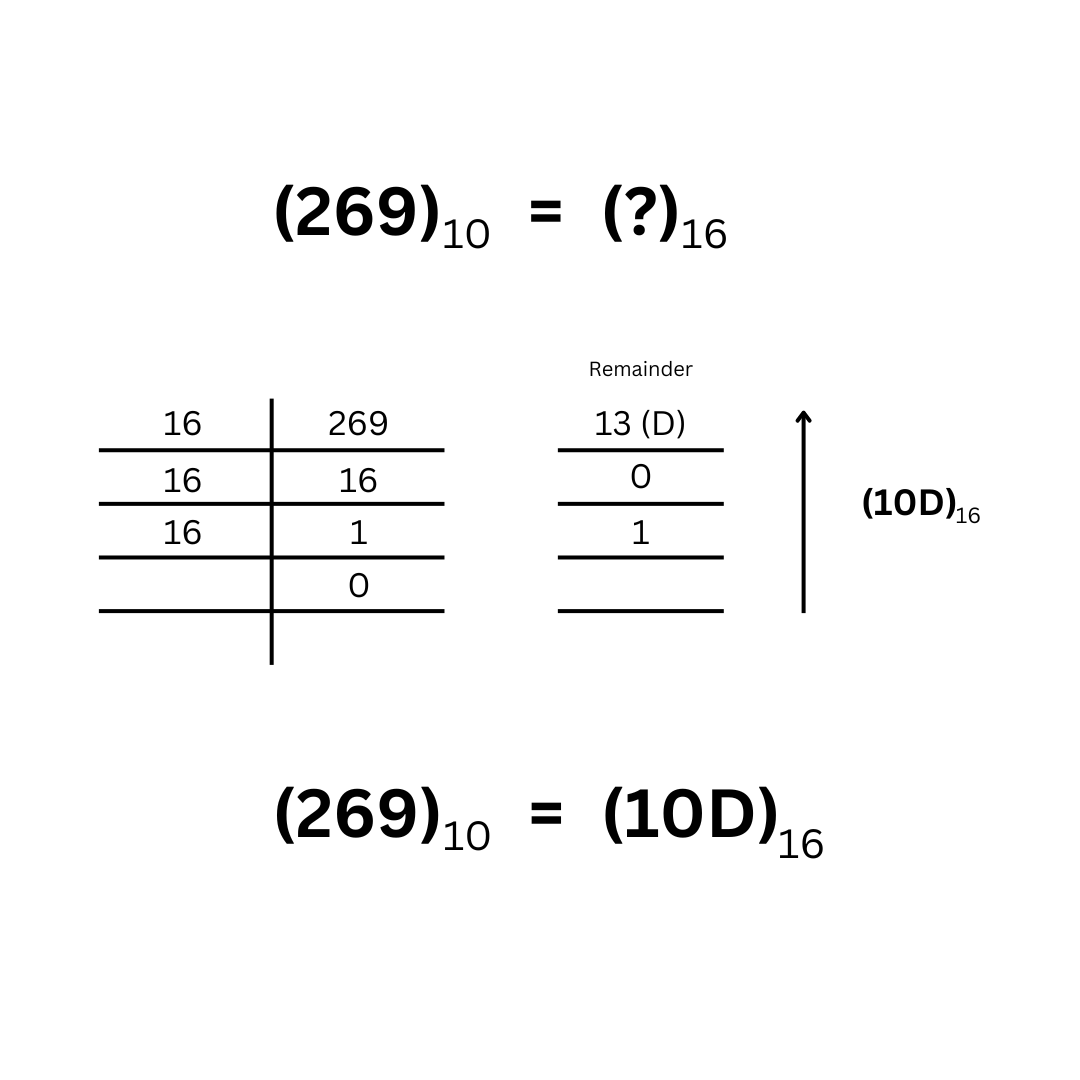 (269)10 = (?)16
Remainder
16 269 13 (D)
16 16 0
(10D)16
16 1 1
0
(269)10 = (10D)16